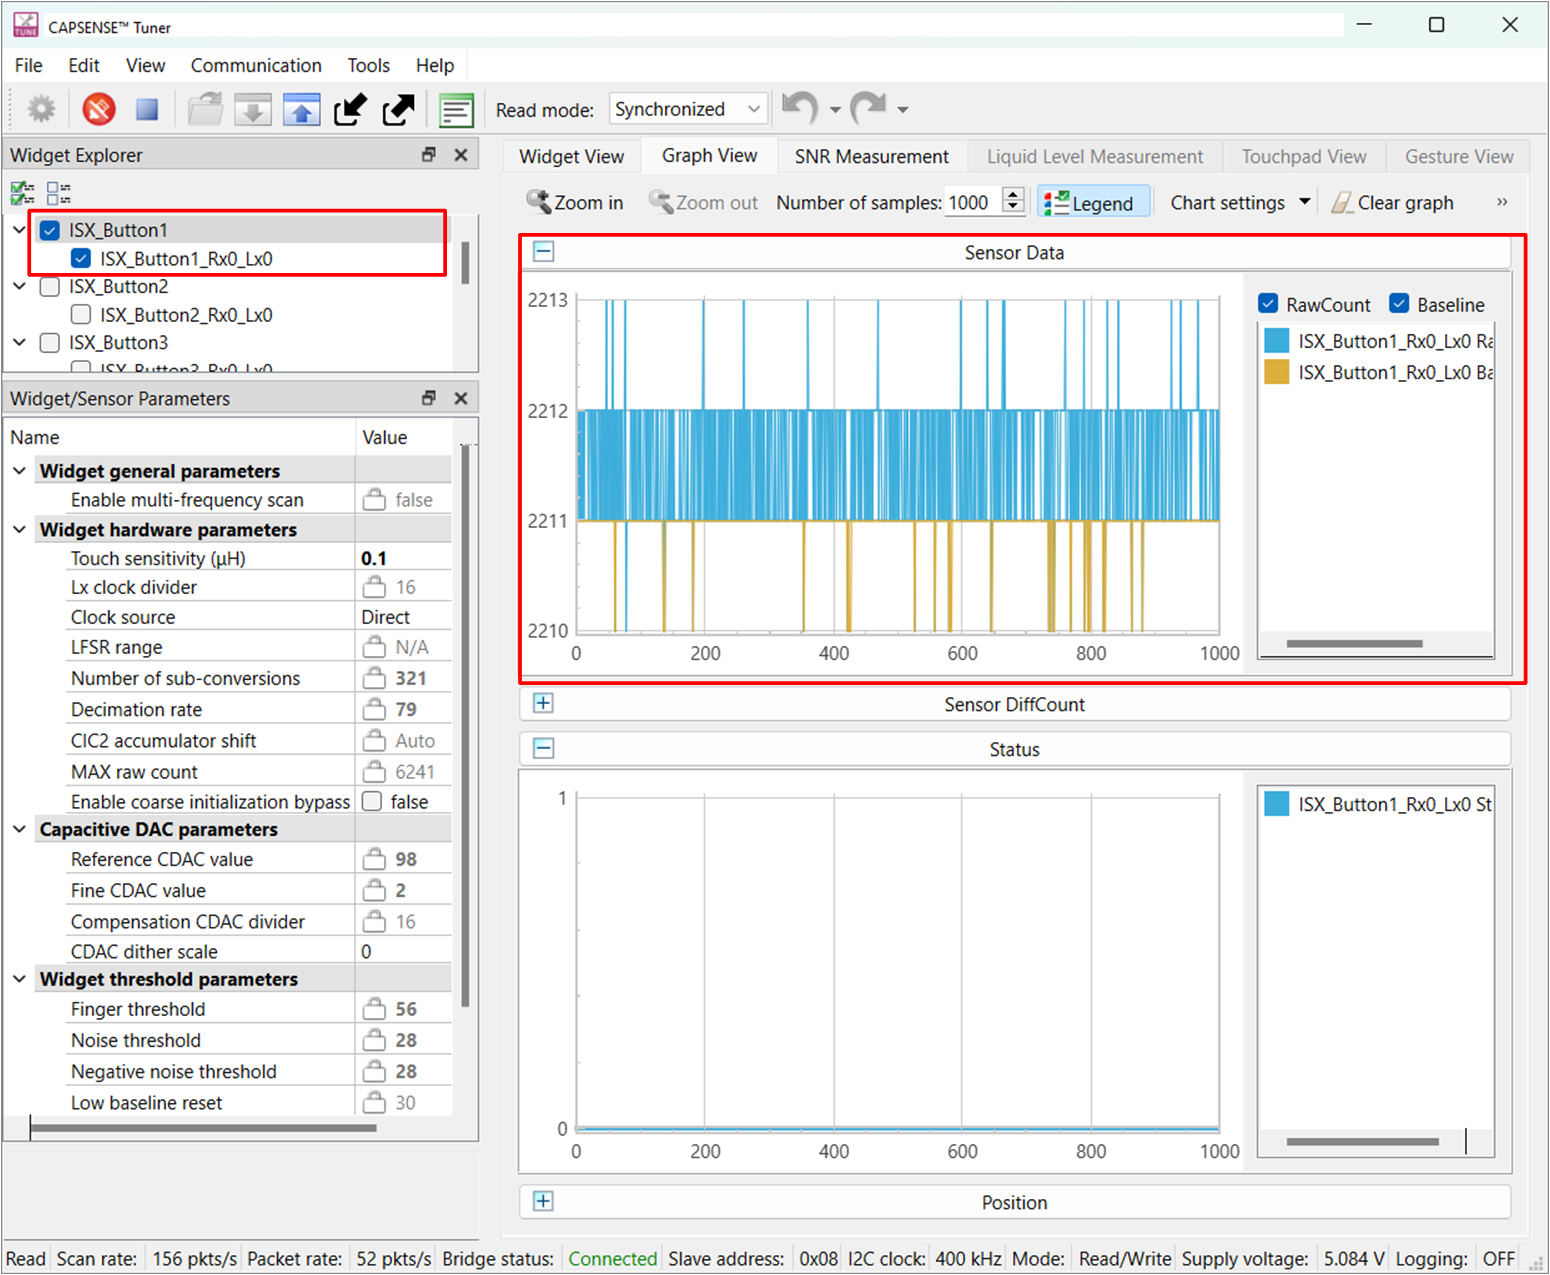 TUNE
CAPSENSE™ Tuner
File Edit View Communication Tools Help
Read mode: Synchronized
Widget Explorer
ISX_Button1
ISX_Button1_Rx0_Lx0
ISX_Button2
ISX_Button2_Rx0_Lx0
ISX_Button3
ISX_Button3_Rx0_Lx0
Widget/Sensor Parameters
Name Value
Widget general parameters
Enable multi-frequency scan false
Widget hardware parameters
Touch sensitivity (µH) 0.1
Lx clock divider 16
Clock source Direct
LFSR range N/A
Number of sub-conversions 321
Decimation rate 79
CIC2 accumulator shift Auto
MAX raw count 6241
Enable coarse initialization bypass false
Capacitive DAC parameters
Reference CDAC value 98
Fine CDAC value 2
Compensation CDAC divider 16
CDAC dither scale 0
Widget threshold parameters
Finger threshold 56
Noise threshold 28
Negative noise threshold 28
Low baseline reset 30
Widget View Graph View SNR Measurement Liquid Level Measurement Touchpad View Gesture View
Zoom in Zoom out Number of samples: 1000 Legend Chart settings Clear graph »
Sensor Data
2213
2212
2211
2210
0 200 400 600 800 1000
RawCount Baseline
ISX_Button1_Rx0_Lx0 Ra
ISX_Button1_Rx0_Lx0 Ba
Sensor DiffCount
Status
1
0
0 200 400 600 800 1000
ISX_Button1_Rx0_Lx0 St
Position
Read Scan rate: 156 pkts/s Packet rate: 52 pkts/s Bridge status: Connected Slave address: 0x08 I2C clock: 400 kHz Mode: Read/Write Supply voltage: 5.084 V Logging: OFF